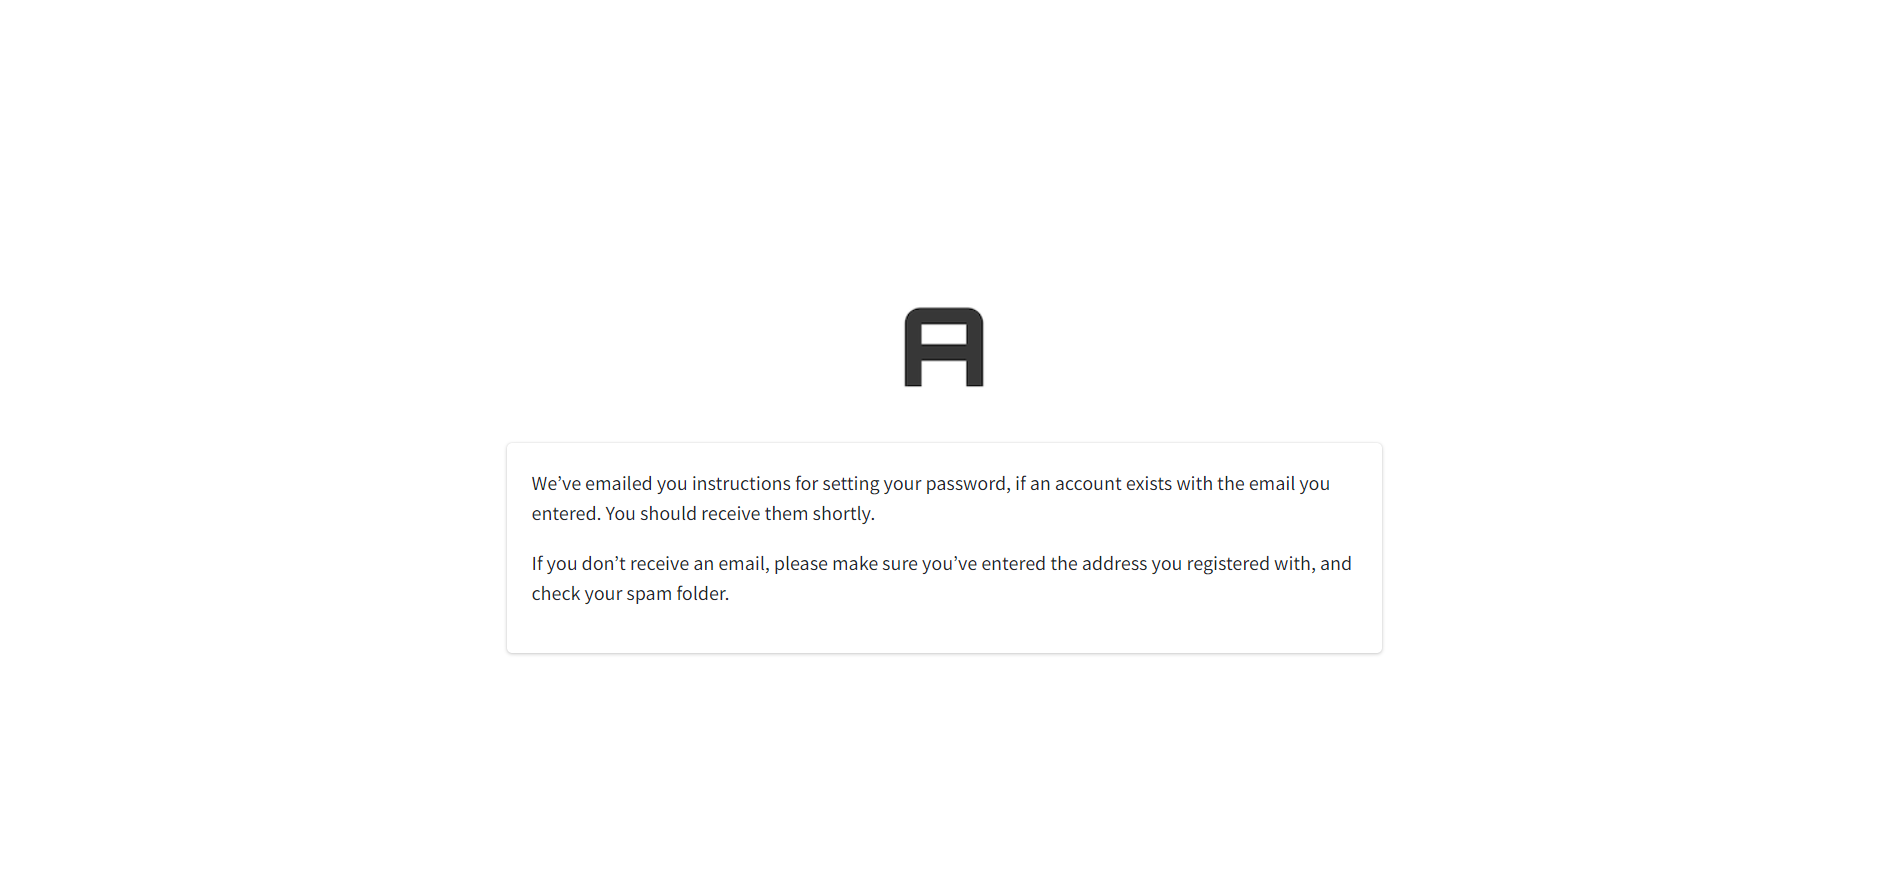 A
We’ve emailed you instructions for setting your password, if an account exists with the email you
entered. You should receive them shortly.
If you don’t receive an email, please make sure you’ve entered the address you registered with, and
check your spam folder.